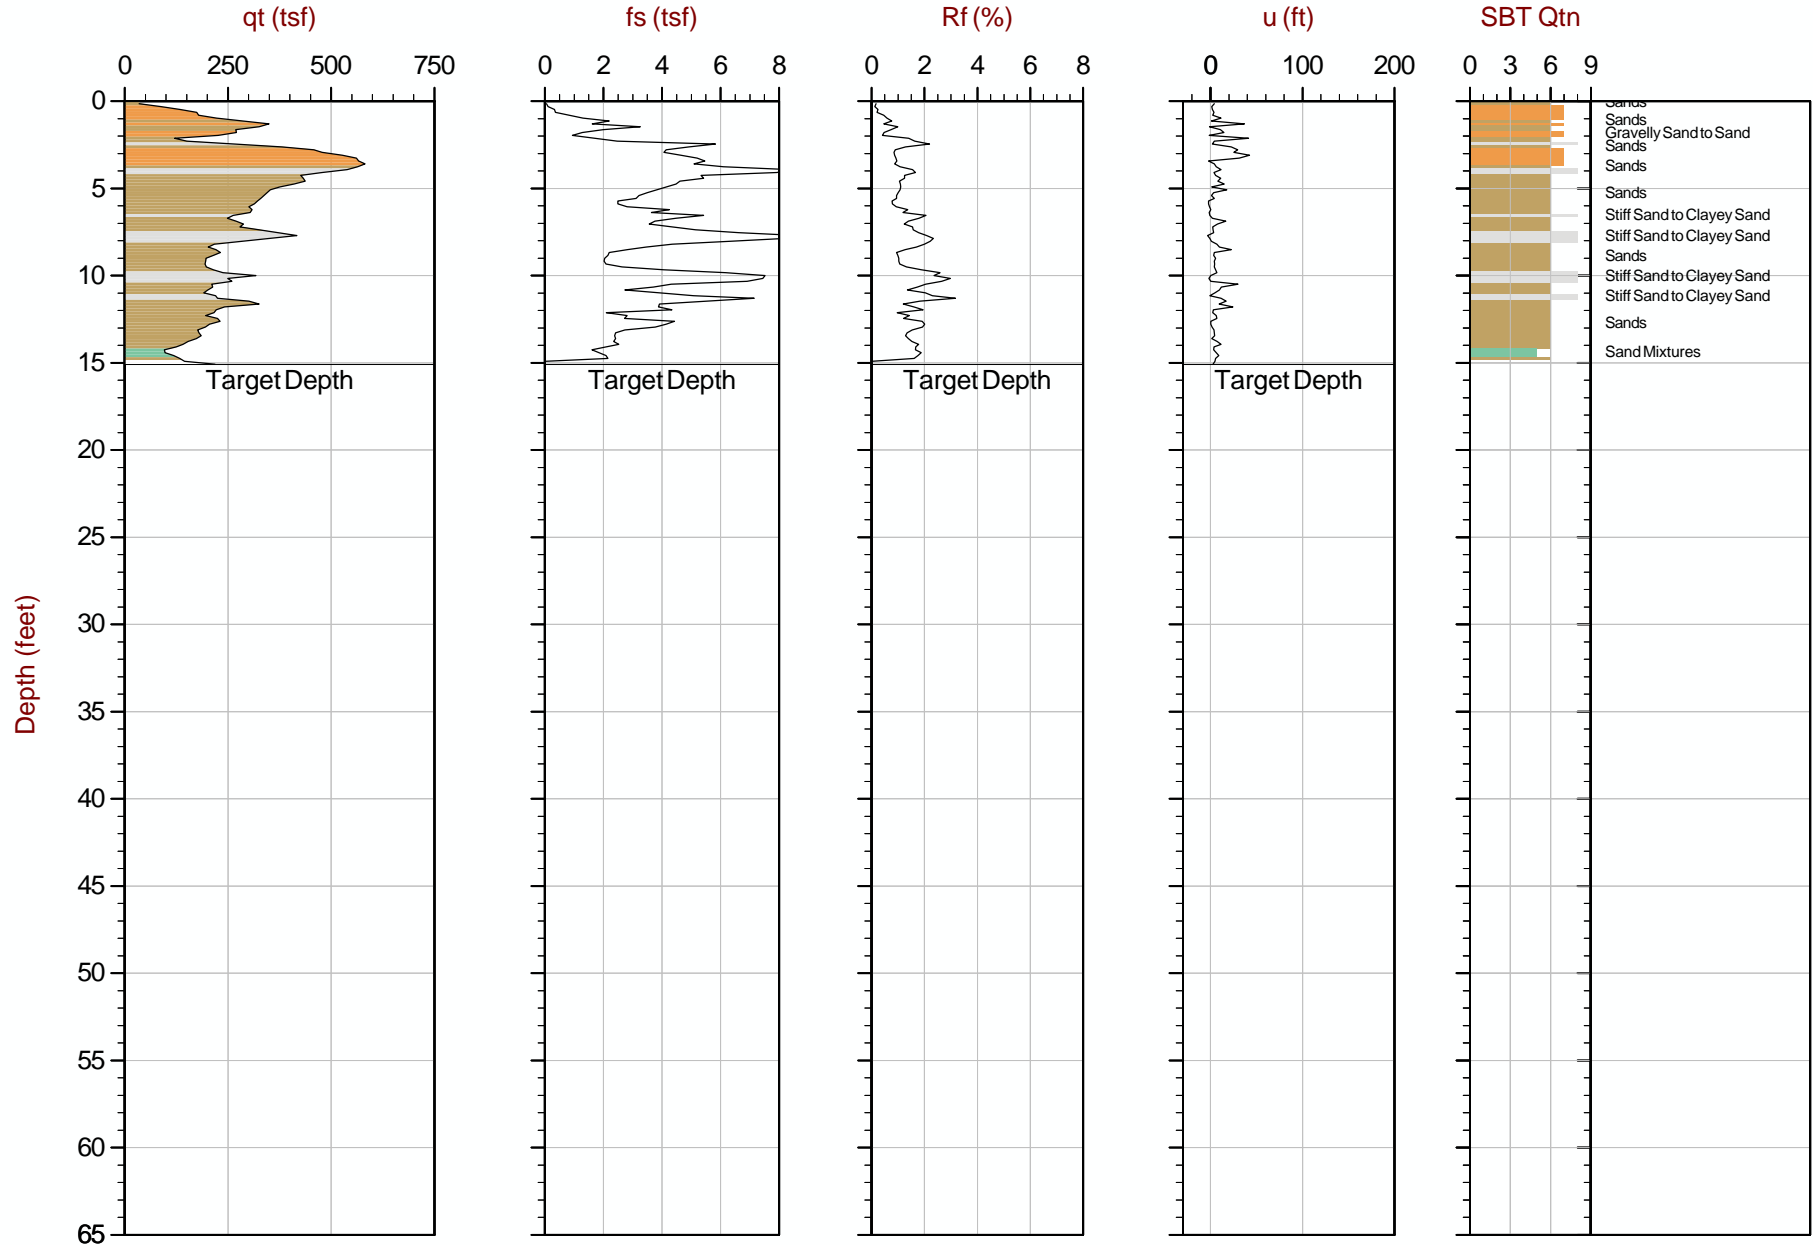 qt (tsf) fs (tsf) Rf (%) u (ft) SBT Qtn
0 250 500 750 0 2 4 6 8 0 2 4 6 8 0 100 200 0 3 6 9
0
Sands
Sands
Gravelly Sand to Sand
Sands
Sands
5
Sands
Stiff Sand to Clayey Sand
Stiff Sand to Clayey Sand
Sands
10
Stiff Sand to Clayey Sand
Stiff Sand to Clayey Sand
Sands
Sand Mixtures
15
Target Depth Target Depth Target Depth Target Depth
20
25
30
35
40
45
50
55
60
65
Depth (feet)